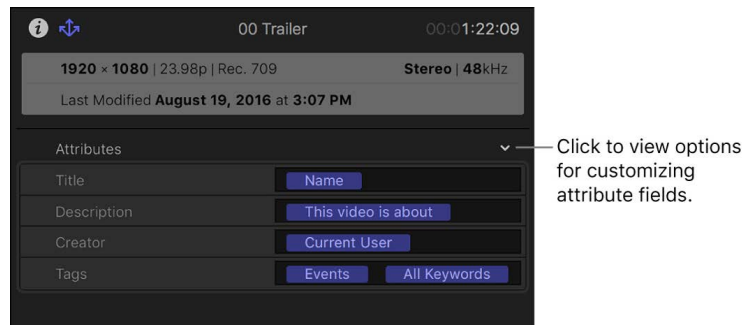 00 Trailer 00:01:22:09
1920 × 1080 | 23.98p | Rec. 709 Stereo | 48kHz
Last Modified August 19, 2016 at 3:07 PM
Attributes
Title Name
Description This video is about
Creator Current User
Tags Events All Keywords
Click to view options
for customizing
attribute fields.